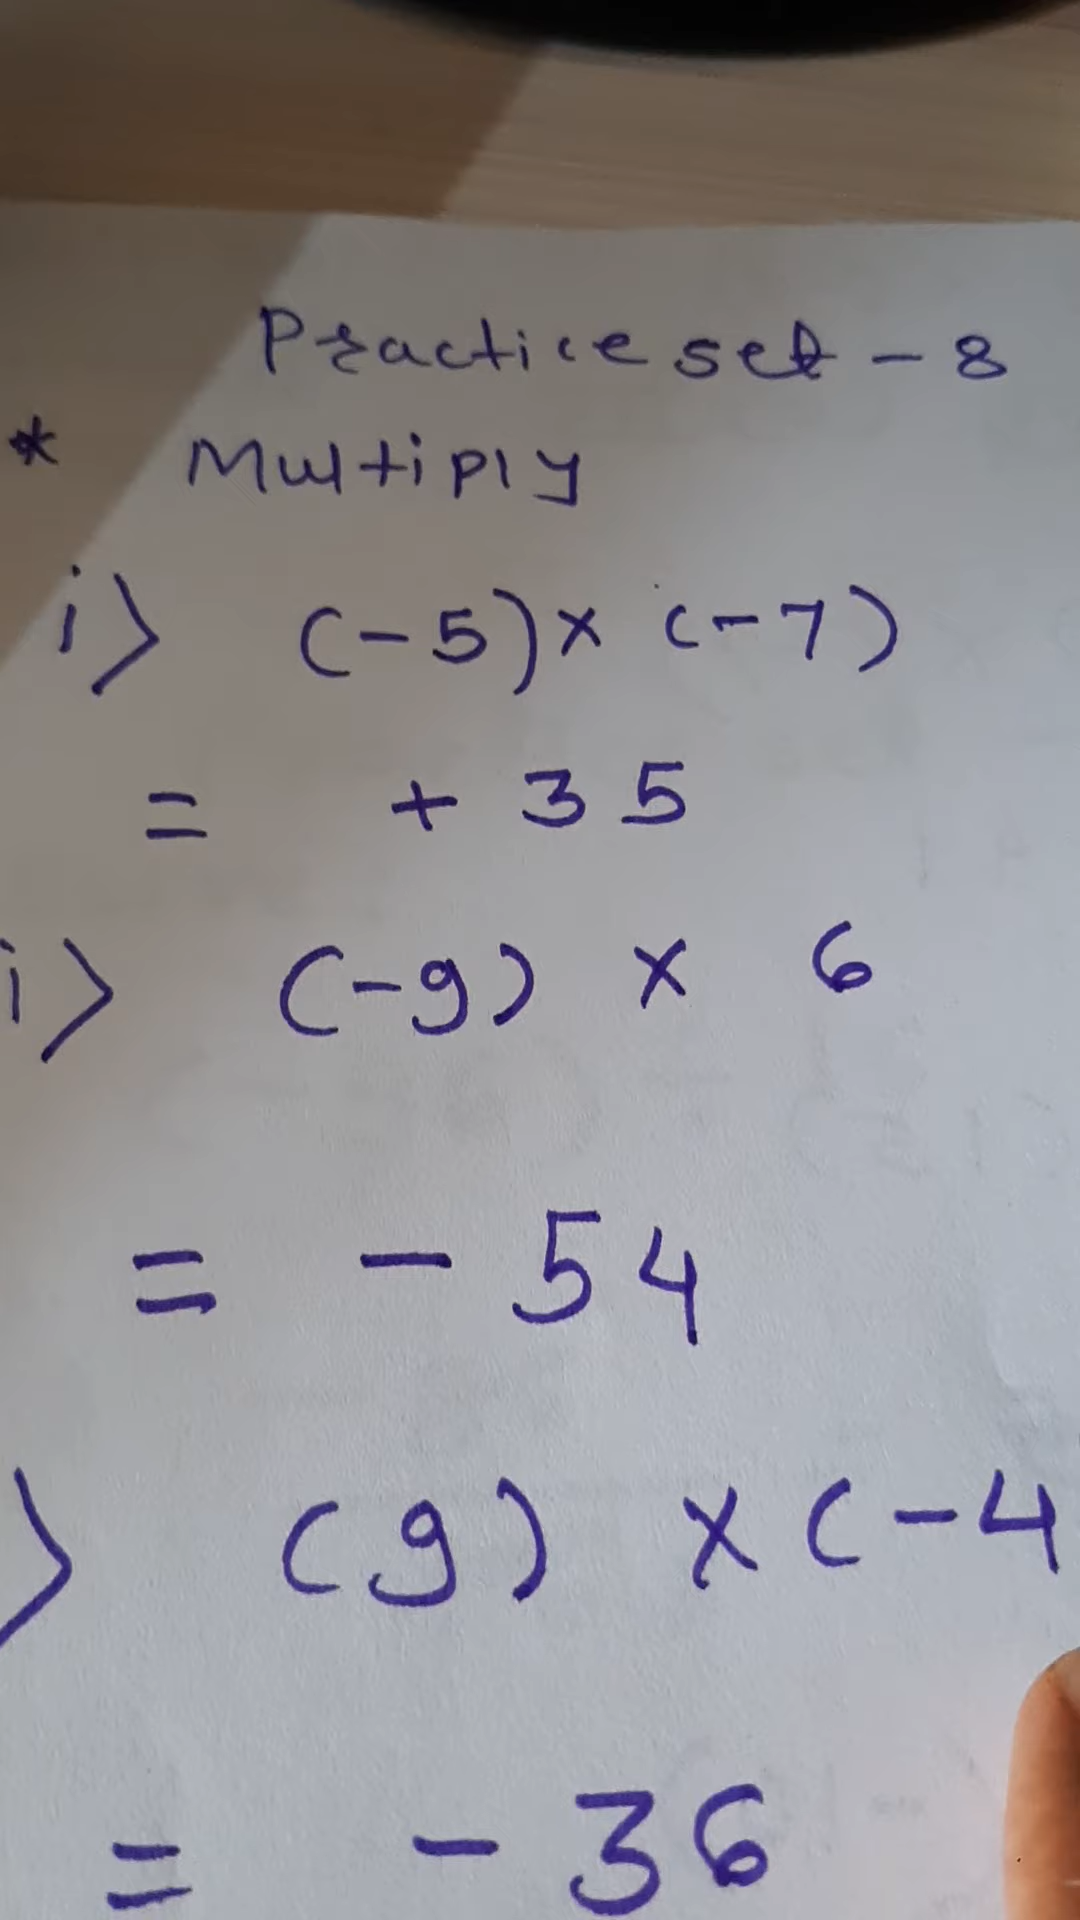 Practice set - 8
* Multiply
i> (-5) × (-7)
= + 35
i> (-9) × 6
= - 54
> (9) × (-4
= - 36